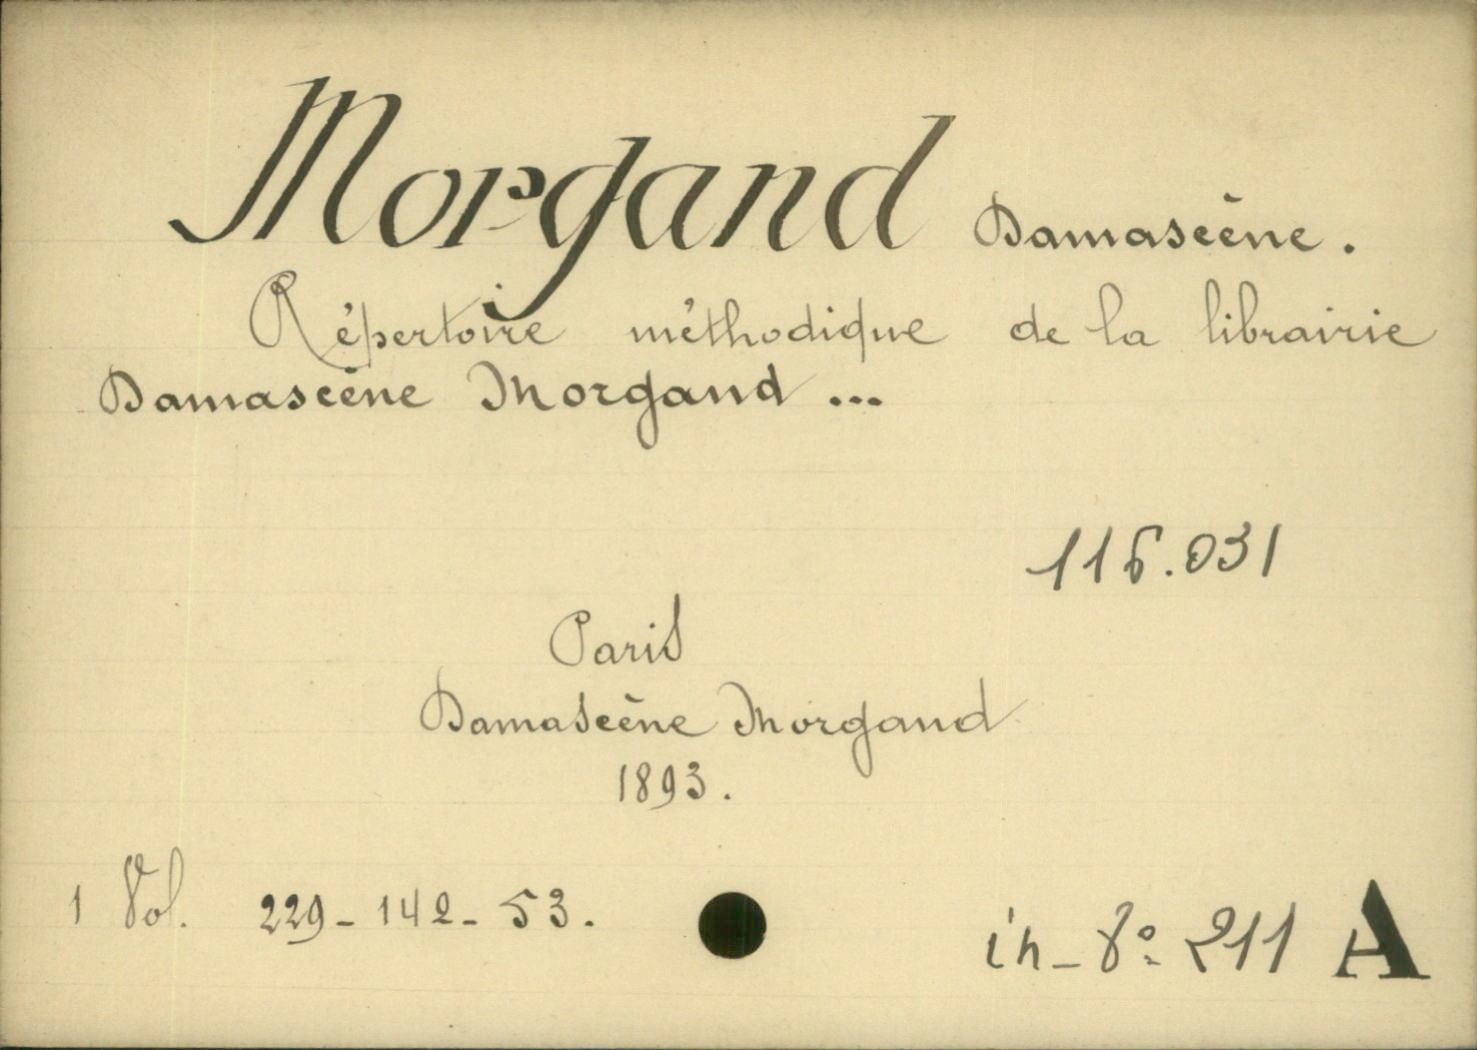 Morgand Damascène.
Répertoire méthodique de la librairie
Damascène Morgand ...
116.031
Paris
Damascène Morgand
1893.
1 Vol. 229 - 142 - 53. in-8º 211 A